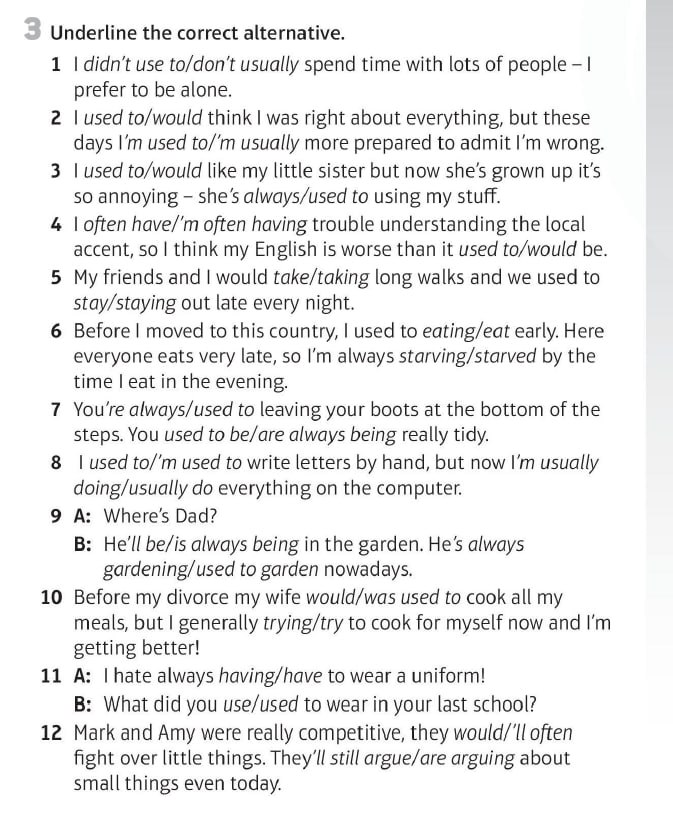 3 Underline the correct alternative.
1 I didn't use to/don't usually spend time with lots of people – I
prefer to be alone.
2 I used to/would think I was right about everything, but these
days I'm used to/'m usually more prepared to admit I'm wrong.
3 I used to/would like my little sister but now she's grown up it's
so annoying – she's always/used to using my stuff.
4 I often have/'m often having trouble understanding the local
accent, so I think my English is worse than it used to/would be.
5 My friends and I would take/taking long walks and we used to
stay/staying out late every night.
6 Before I moved to this country, I used to eating/eat early. Here
everyone eats very late, so I'm always starving/starved by the
time I eat in the evening.
7 You're always/used to leaving your boots at the bottom of the
steps. You used to be/are always being really tidy.
8 I used to/'m used to write letters by hand, but now I'm usually
doing/usually do everything on the computer.
9 A: Where's Dad?
B: He'll be/is always being in the garden. He's always
gardening/used to garden nowadays.
10 Before my divorce my wife would/was used to cook all my
meals, but I generally trying/try to cook for myself now and I'm
getting better!
11 A: I hate always having/have to wear a uniform!
B: What did you use/used to wear in your last school?
12 Mark and Amy were really competitive, they would/'ll often
fight over little things. They'll still argue/are arguing about
small things even today.